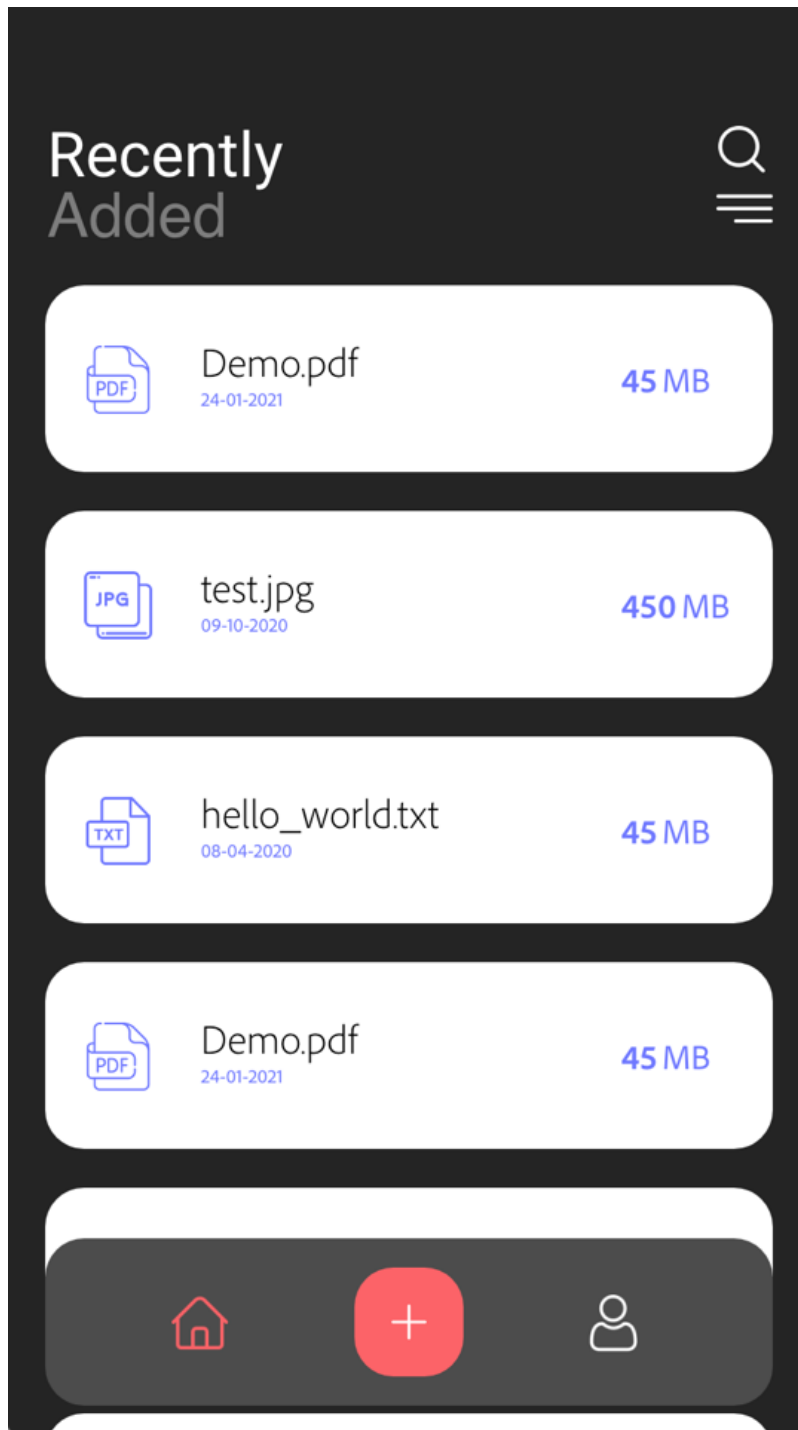 Recently
Added
PDF
Demo.pdf
24-01-2021
45 MB
JPG
test.jpg
09-10-2020
450 MB
TXT
hello_world.txt
08-04-2020
45 MB
PDF
Demo.pdf
24-01-2021
45 MB